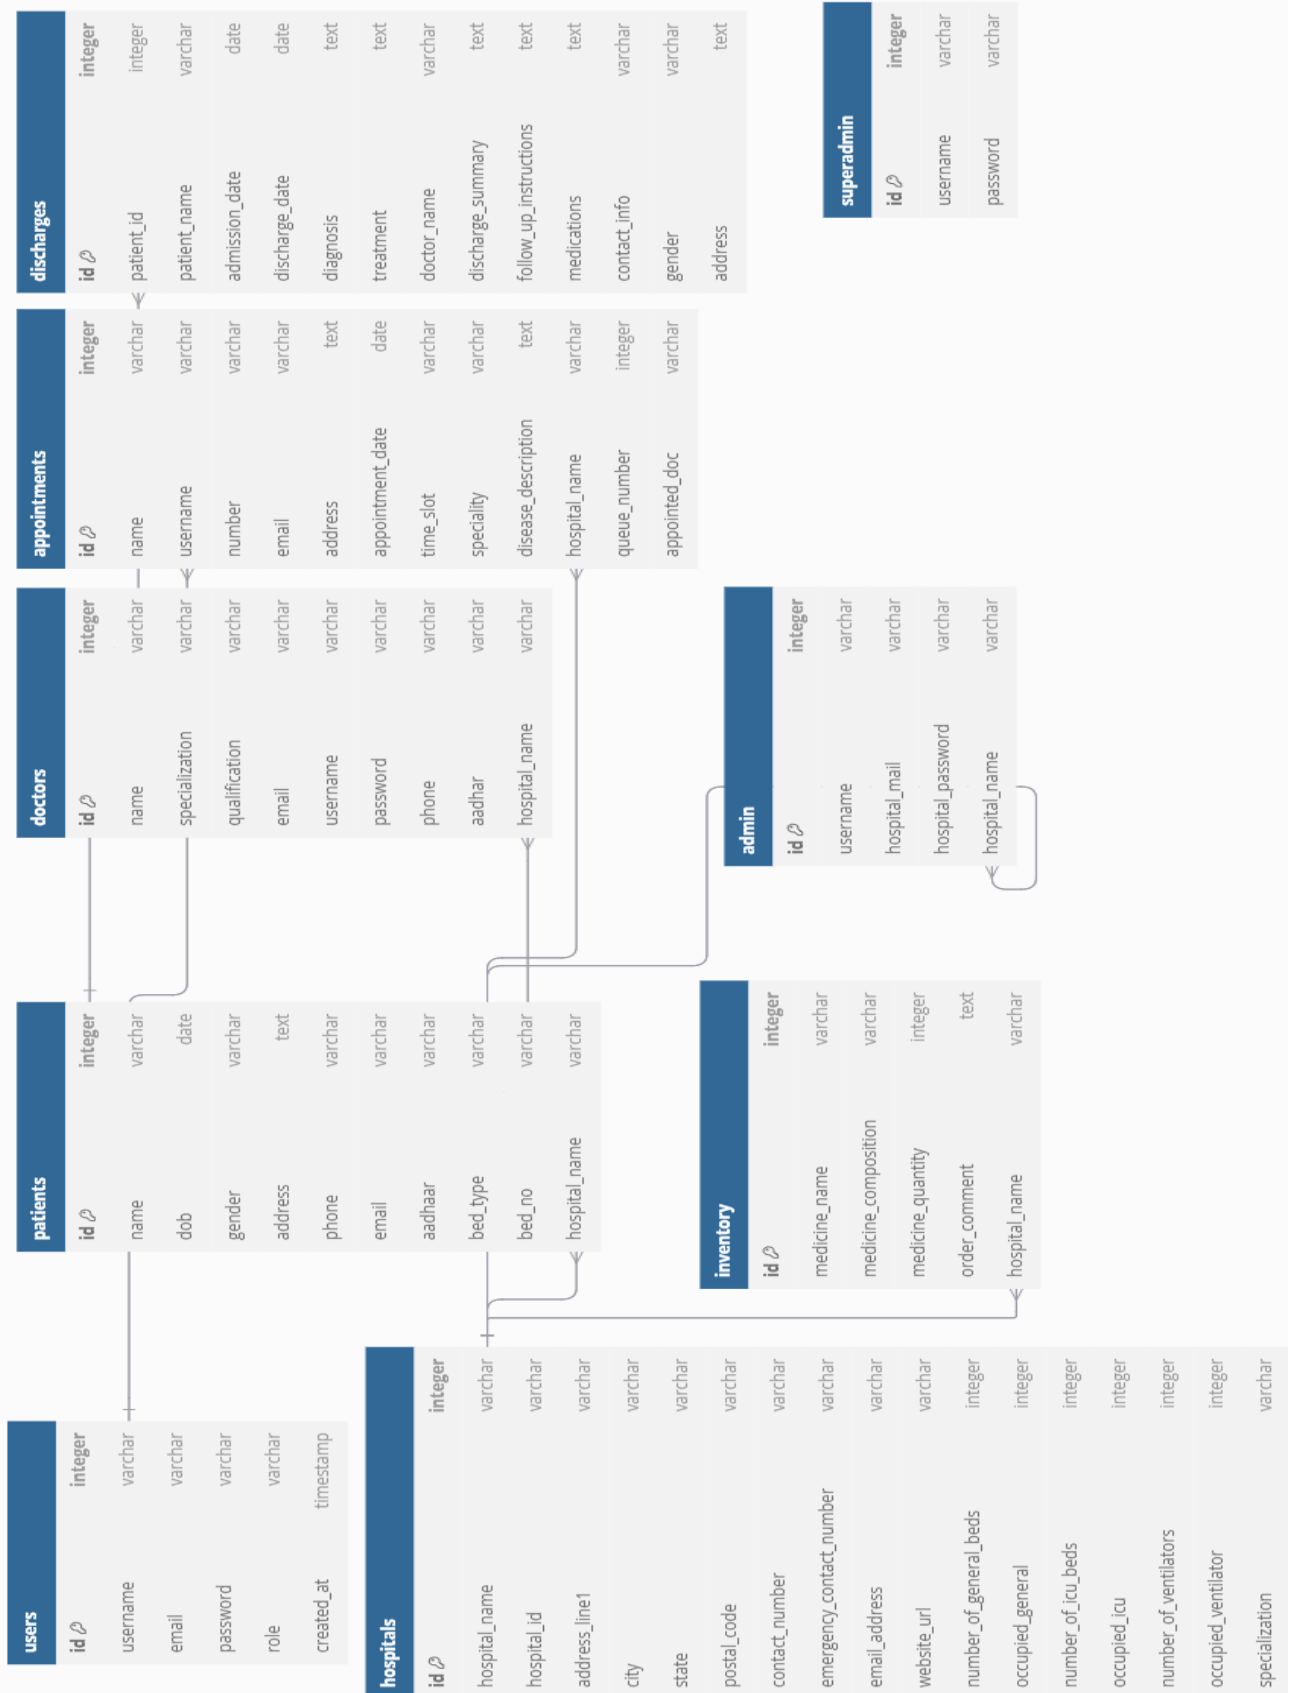 users
id integer
username varchar
email varchar
password varchar
role varchar
created_at timestamp
hospitals
id integer
hospital_name varchar
hospital_id varchar
address_line1 varchar
city varchar
state varchar
postal_code varchar
contact_number varchar
emergency_contact_number varchar
email_address varchar
website_url varchar
number_of_general_beds integer
occupied_general integer
number_of_icu_beds integer
occupied_icu integer
number_of_ventilators integer
occupied_ventilator integer
specialization varchar
patients
id integer
name varchar
dob date
gender varchar
address text
phone varchar
email varchar
aadhaar varchar
bed_type varchar
bed_no varchar
hospital_name varchar
inventory
id integer
medicine_name varchar
medicine_composition varchar
medicine_quantity integer
order_comment text
hospital_name varchar
doctors
id integer
name varchar
specialization varchar
qualification varchar
email varchar
username varchar
password varchar
phone varchar
aadhar varchar
hospital_name varchar
admin
id integer
username varchar
hospital_mail varchar
hospital_password varchar
hospital_name varchar
appointments
id integer
name varchar
username varchar
number varchar
email varchar
address text
appointment_date date
time_slot varchar
speciality varchar
disease_description text
hospital_name varchar
queue_number integer
appointed_doc varchar
discharges
id integer
patient_id integer
patient_name varchar
admission_date date
discharge_date date
diagnosis text
treatment text
doctor_name varchar
discharge_summary text
follow_up_instructions text
medications text
contact_info varchar
gender varchar
address text
superadmin
id integer
username varchar
password varchar